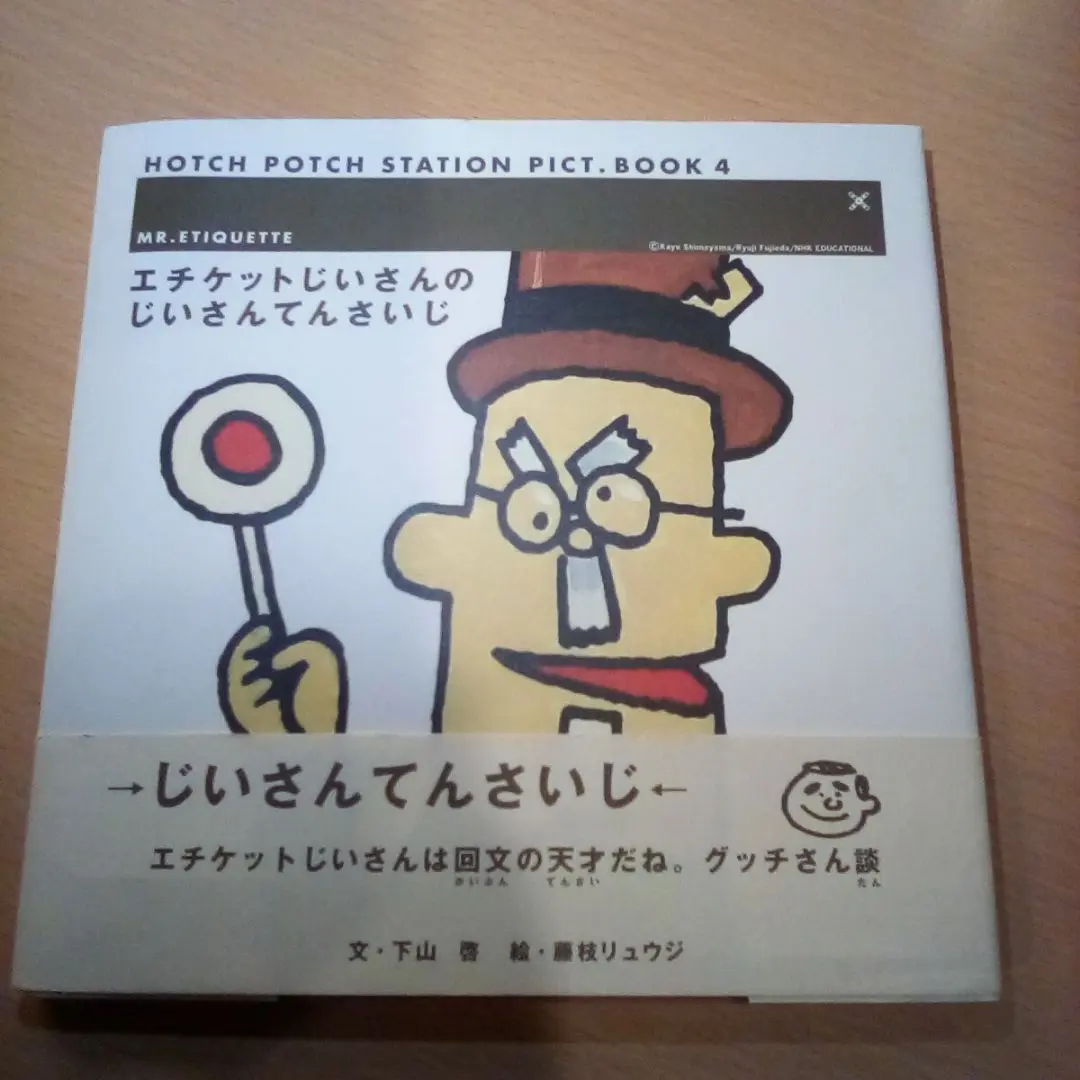 HOTCH POTCH STATION PICT. BOOK 4
MR. ETIQUETTE
©Kayu Shimoyama/Ryuji Fujieda/NHK EDUCATIONAL
エチケットじいさんの
じいさんてんさいじ
→じいさんてんさいじ←
エチケットじいさんは回文の天才だね。グッチさん談
かいぶん てんさい だん
文・下山 啓 絵・藤枝リュウジ